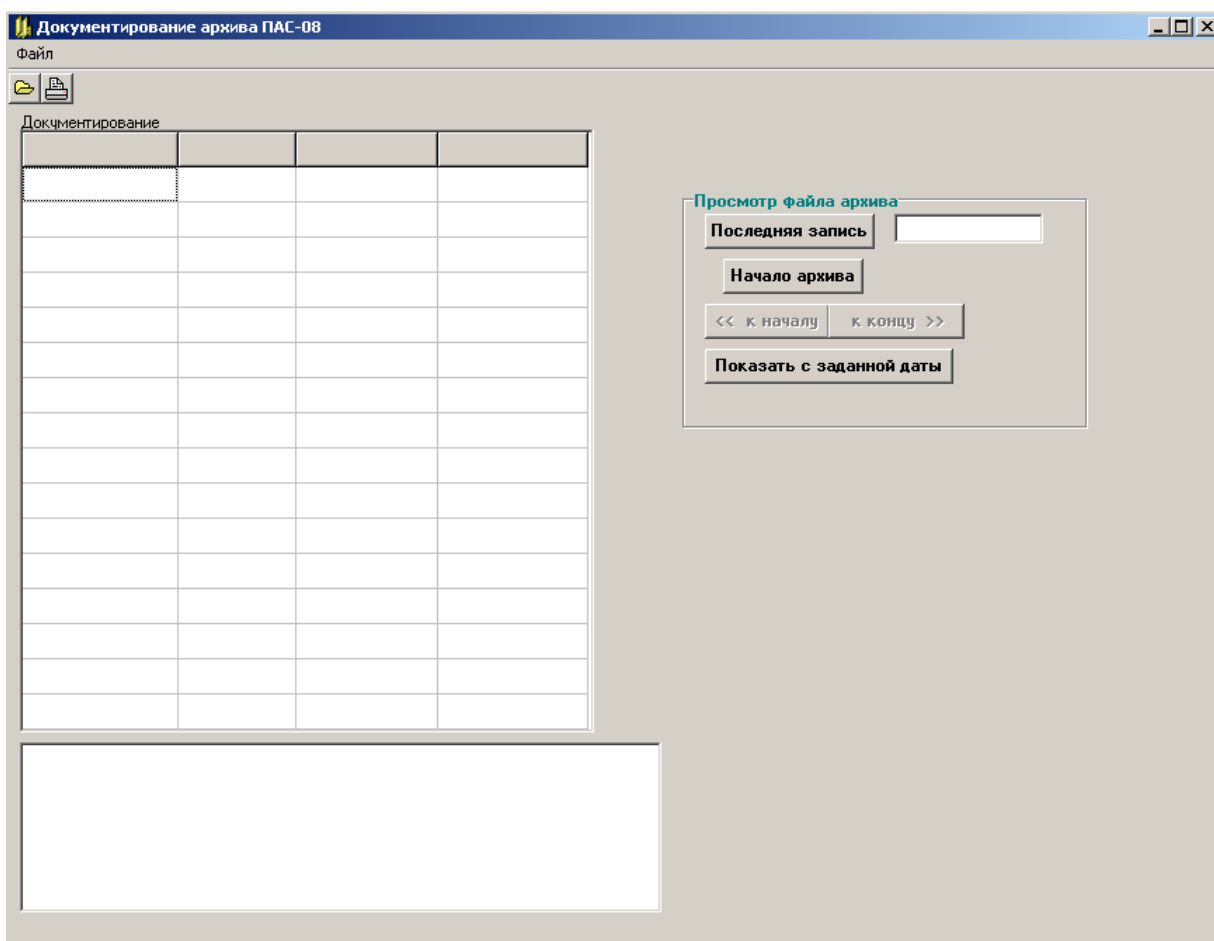 Документирование архива ПАС-08
Файл
Документирование
Просмотр файла архива
Последняя запись
Начало архива
<< к началу к концу >>
Показать с заданной даты